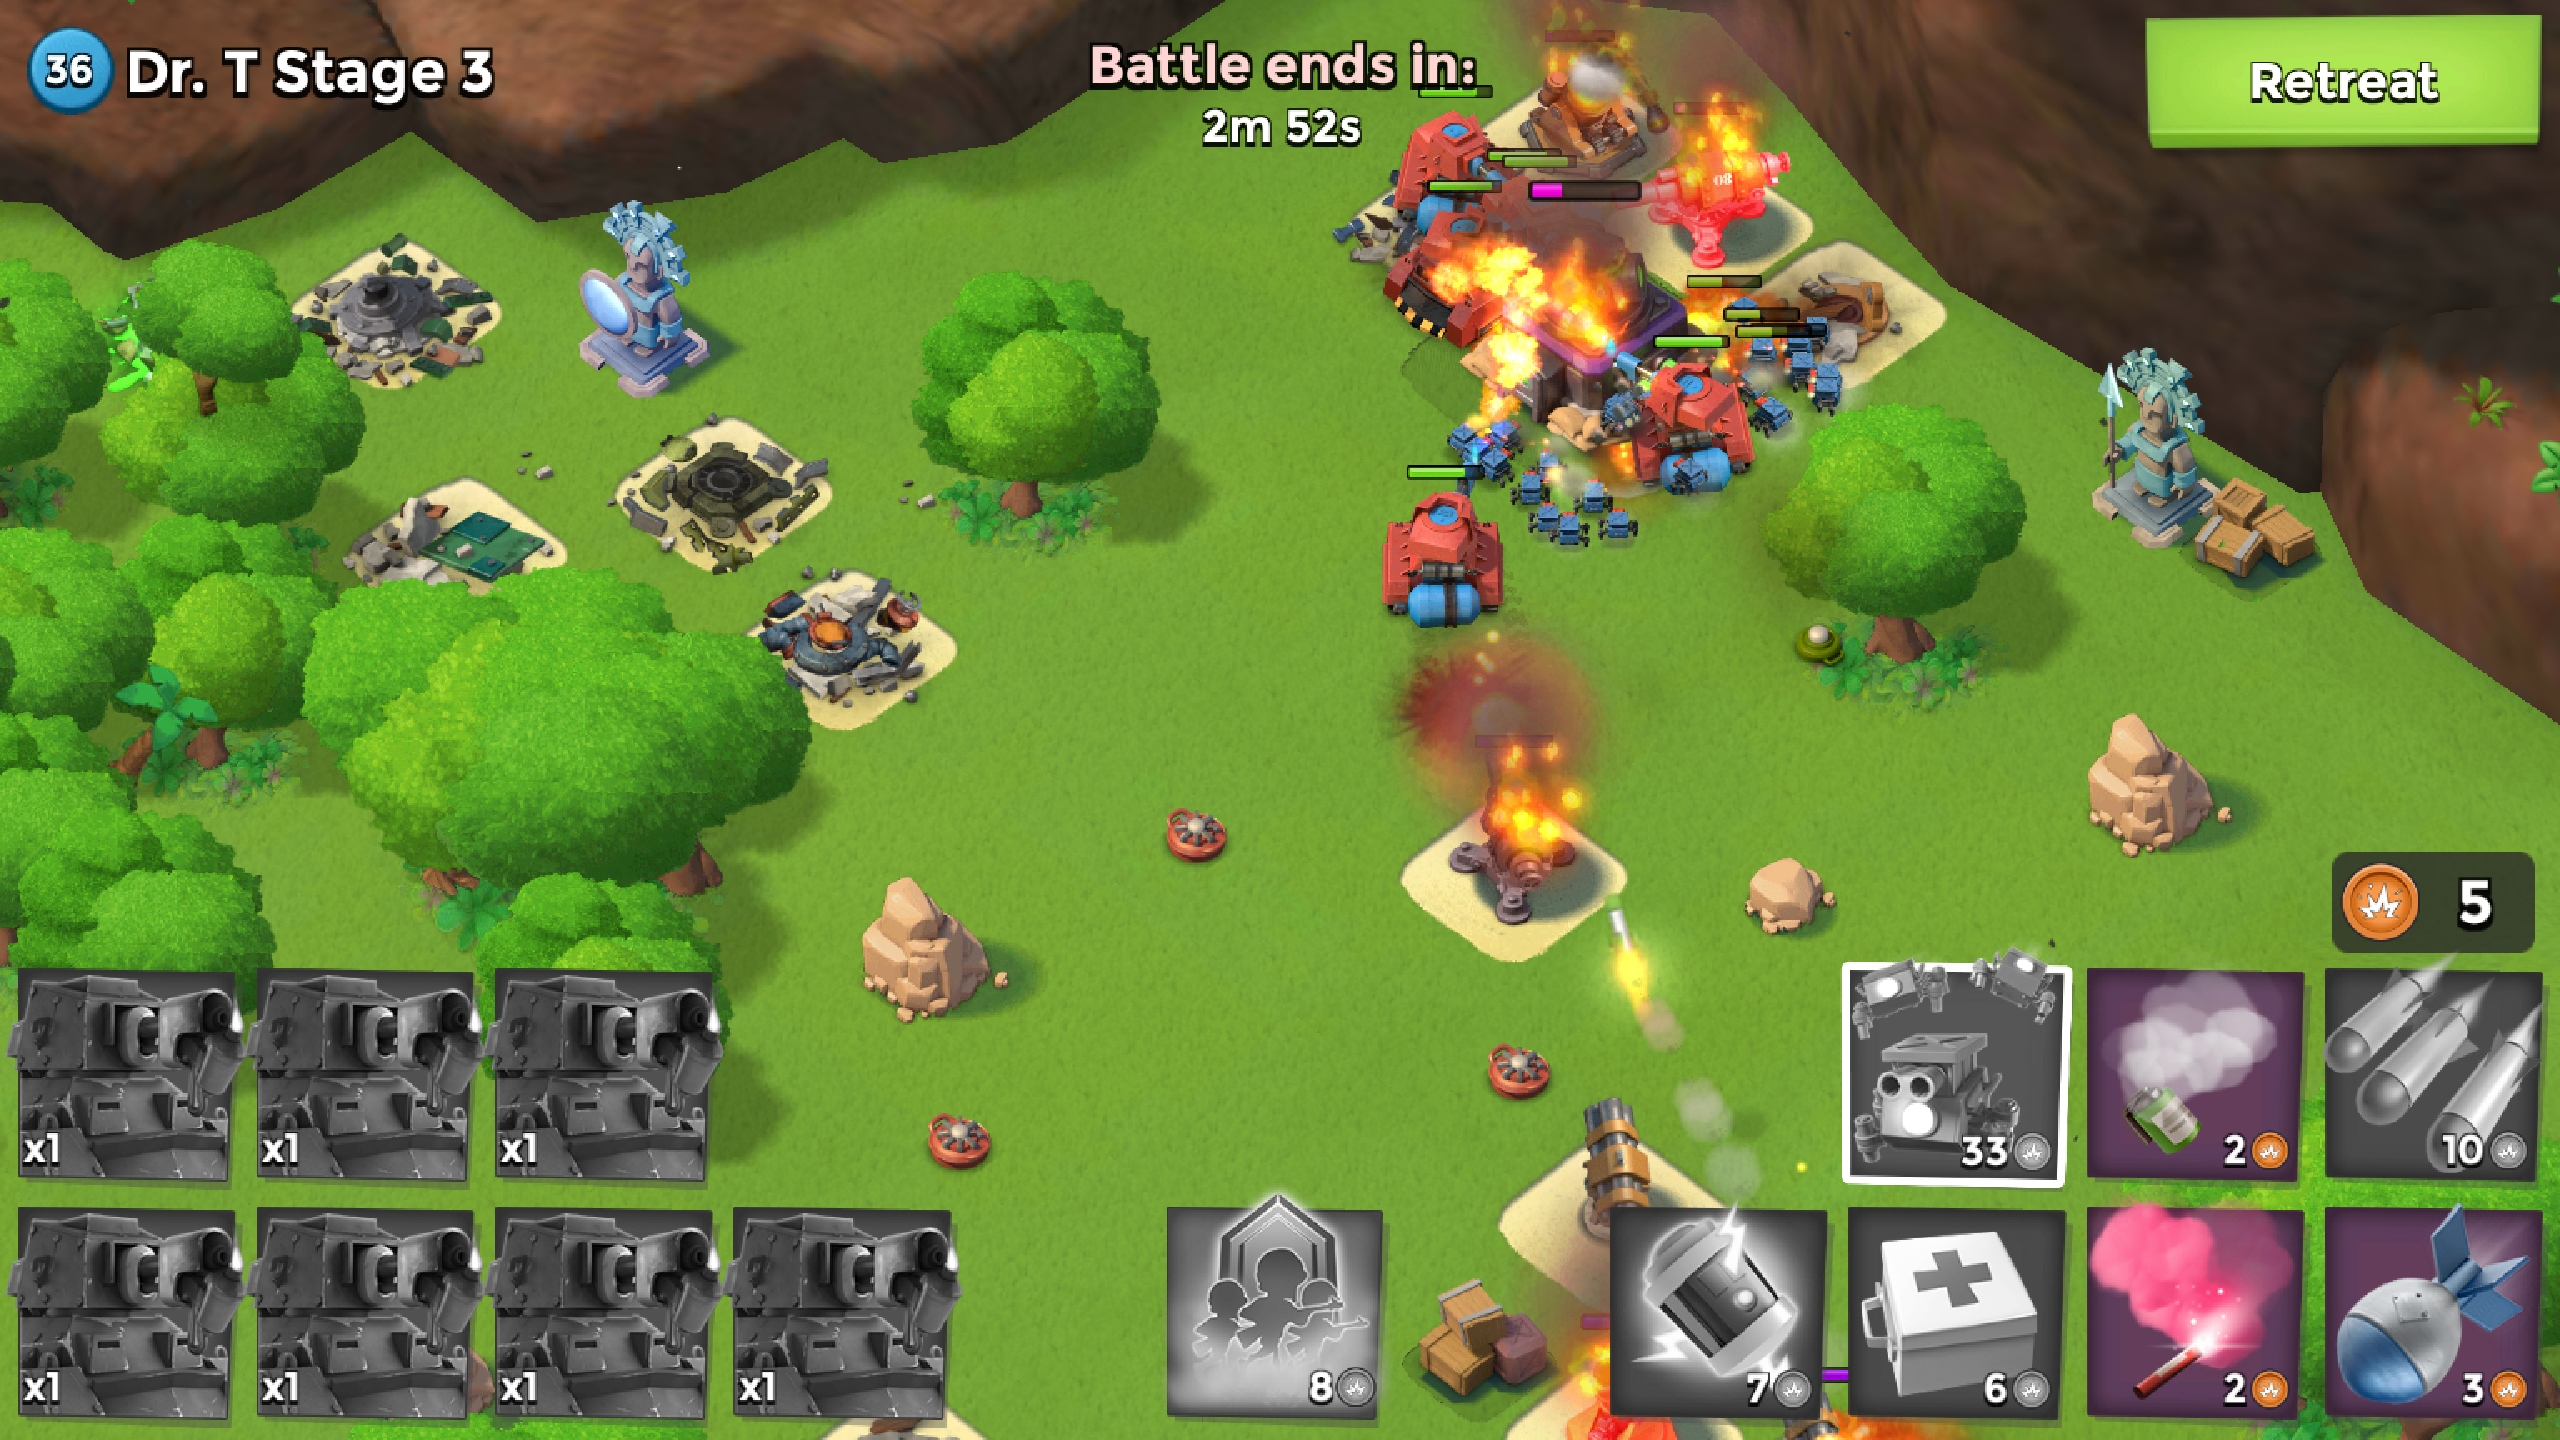 36 Dr. T Stage 3
Battle ends in:
2m 52s
Retreat
08
5
x1 x1 x1 33 2 10
x1 x1 x1 x1 8 7 6 2 3